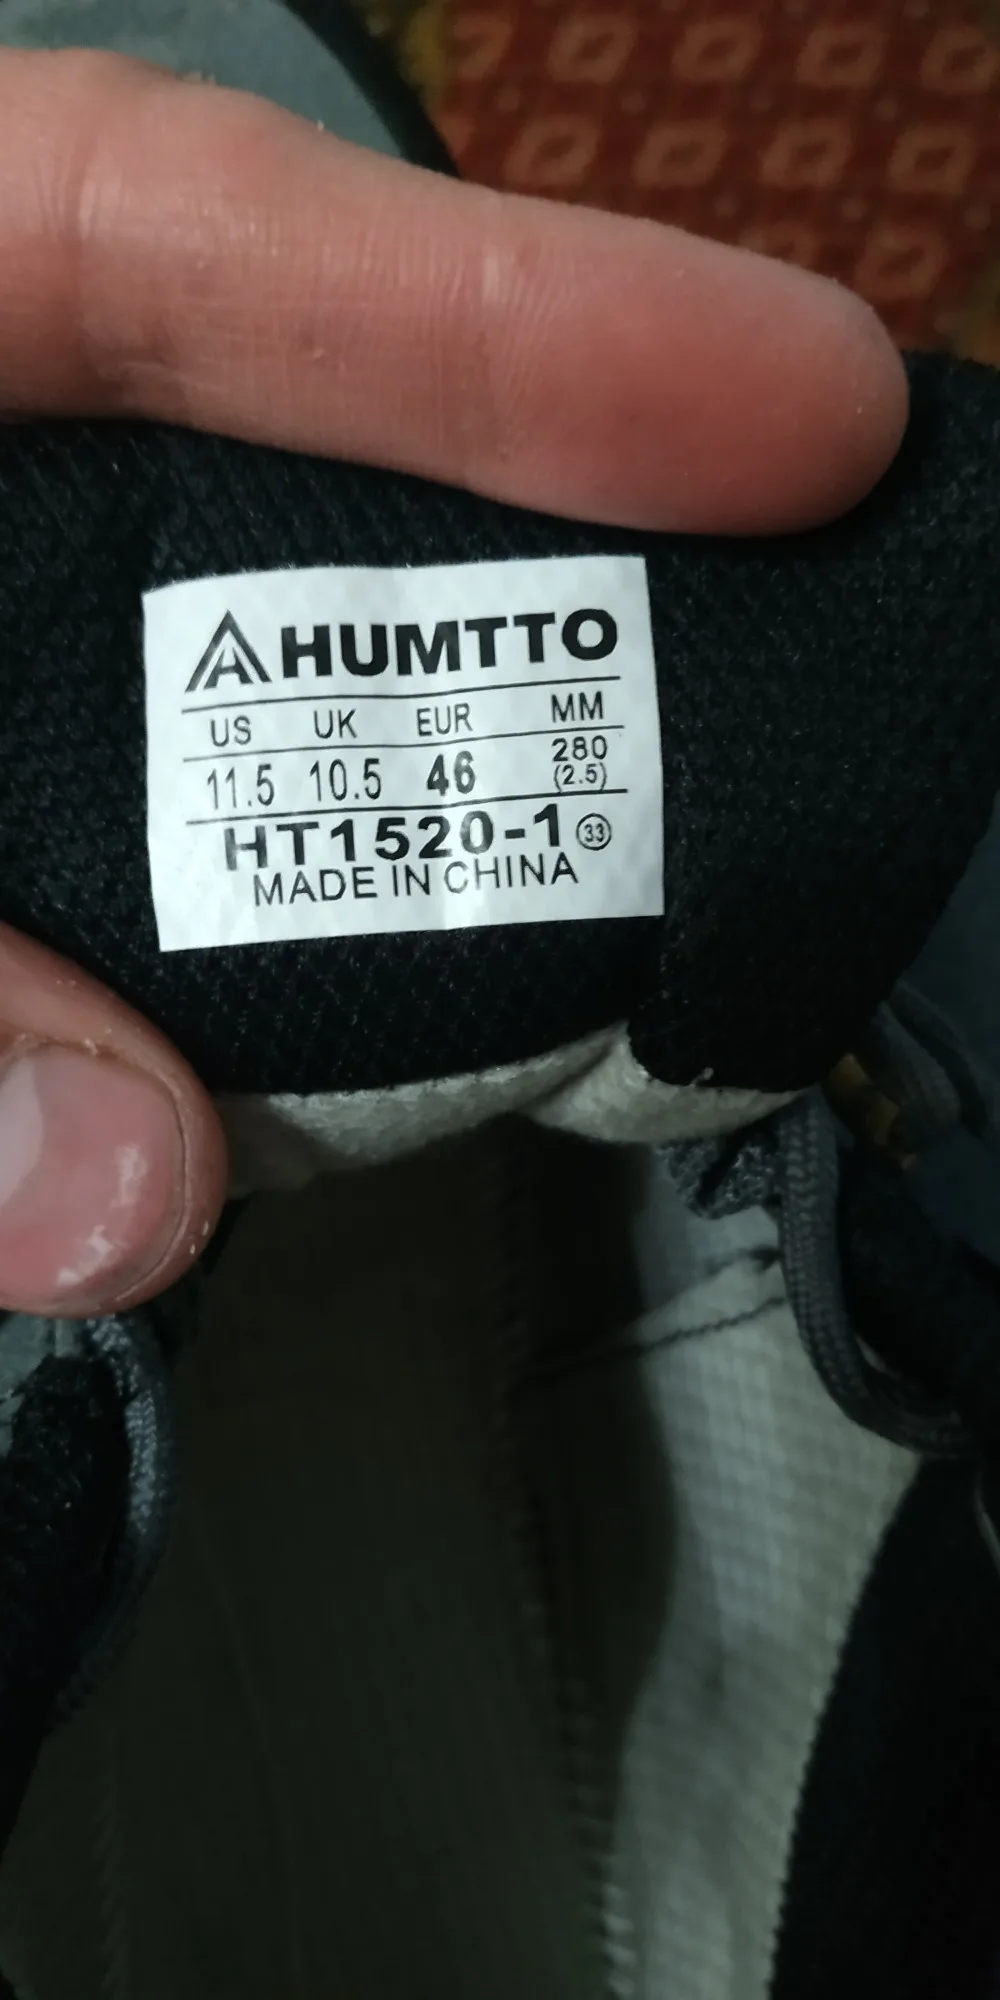 HUMTTO
US UK EUR MM
11.5 10.5 46 280 (2.5)
HT1520-1 33
MADE IN CHINA